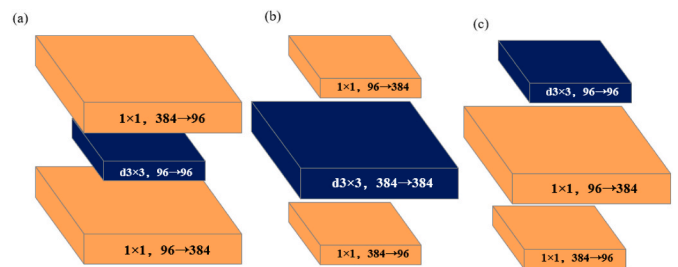 (a)
1×1, 384→96
d3×3, 96→96
1×1, 96→384
(b)
1×1, 96→384
d3×3, 384→384
1×1, 384→96
(c)
d3×3, 96→96
1×1, 96→384
1×1, 384→96